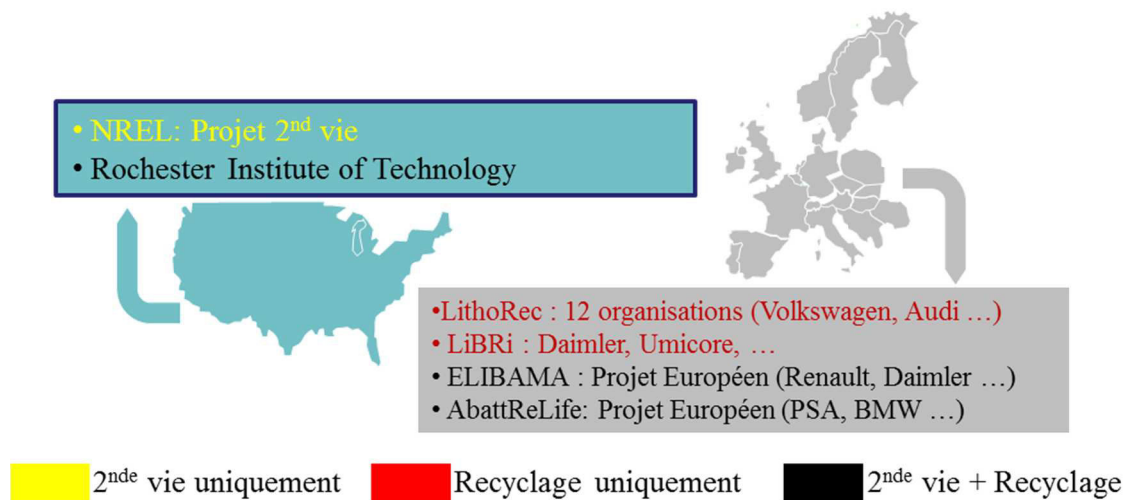 • NREL: Projet 2nd vie
• Rochester Institute of Technology
•LithoRec : 12 organisations (Volkswagen, Audi …)
• LiBRi : Daimler, Umicore, …
• ELIBAMA : Projet Européen (Renault, Daimler …)
• AbattReLife: Projet Européen (PSA, BMW …)
2nde vie uniquement
Recyclage uniquement
2nde vie + Recyclage